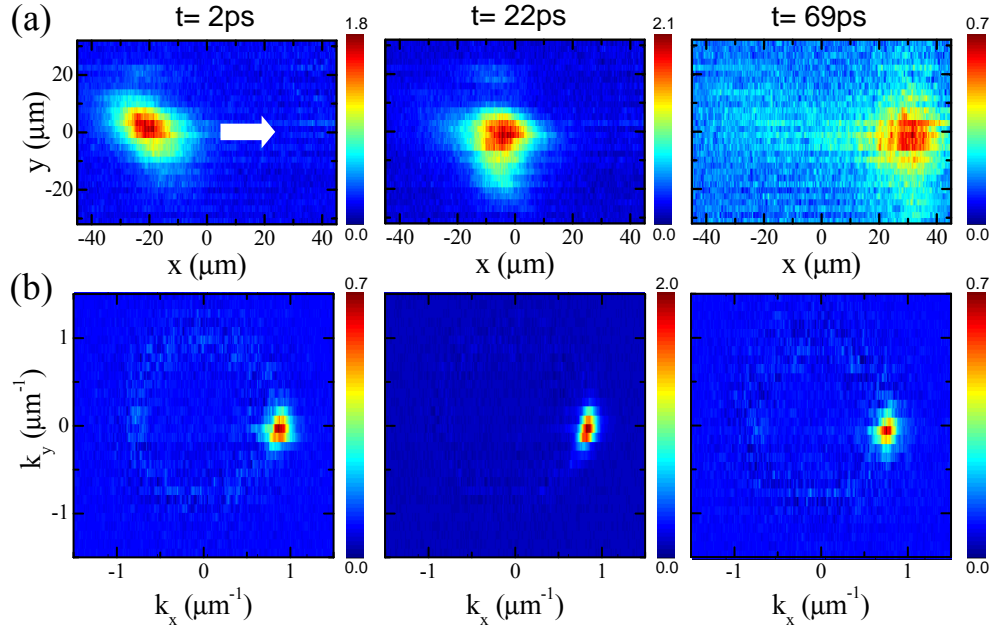 (a) t= 2ps t= 22ps t= 69ps
1.8 2.1 0.7
20
0
-20
y (μm)
0.0 0.0 0.0
-40 -20 0 20 40 -40 -20 0 20 40 -40 -20 0 20 40
x (μm) x (μm) x (μm)
(b) 0.7 2.0 0.7
1
0
-1
k_y (μm⁻¹)
0.0 0.0 0.0
-1 0 1 -1 0 1 -1 0 1
k_x (μm⁻¹) k_x (μm⁻¹) k_x (μm⁻¹)